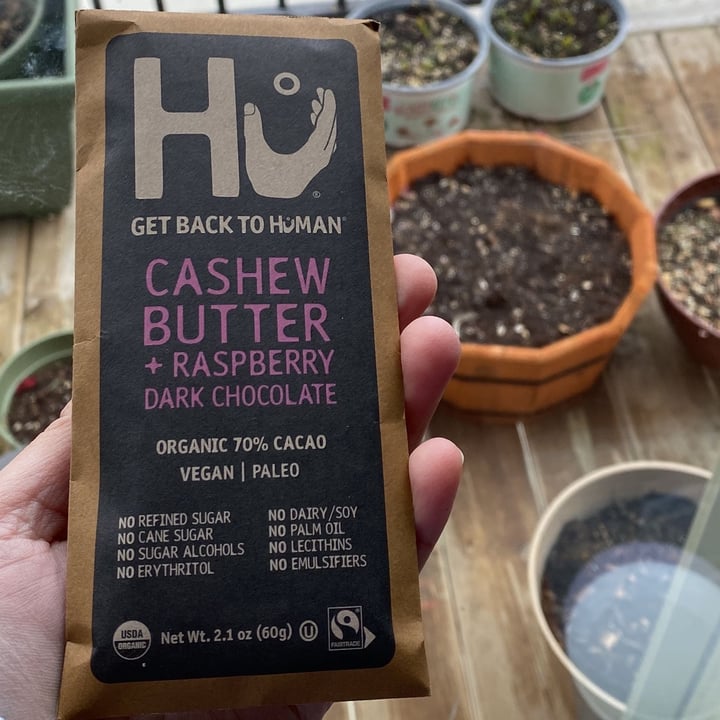 Hu®
GET BACK TO HUMAN®
CASHEW
BUTTER
+ RASPBERRY
DARK CHOCOLATE
ORGANIC 70% CACAO
VEGAN | PALEO
NO REFINED SUGAR
NO CANE SUGAR
NO SUGAR ALCOHOLS
NO ERYTHRITOL
NO DAIRY/SOY
NO PALM OIL
NO LECITHINS
NO EMULSIFIERS
USDA
ORGANIC
Net Wt. 2.1 oz (60g)
U
FAIRTRADE